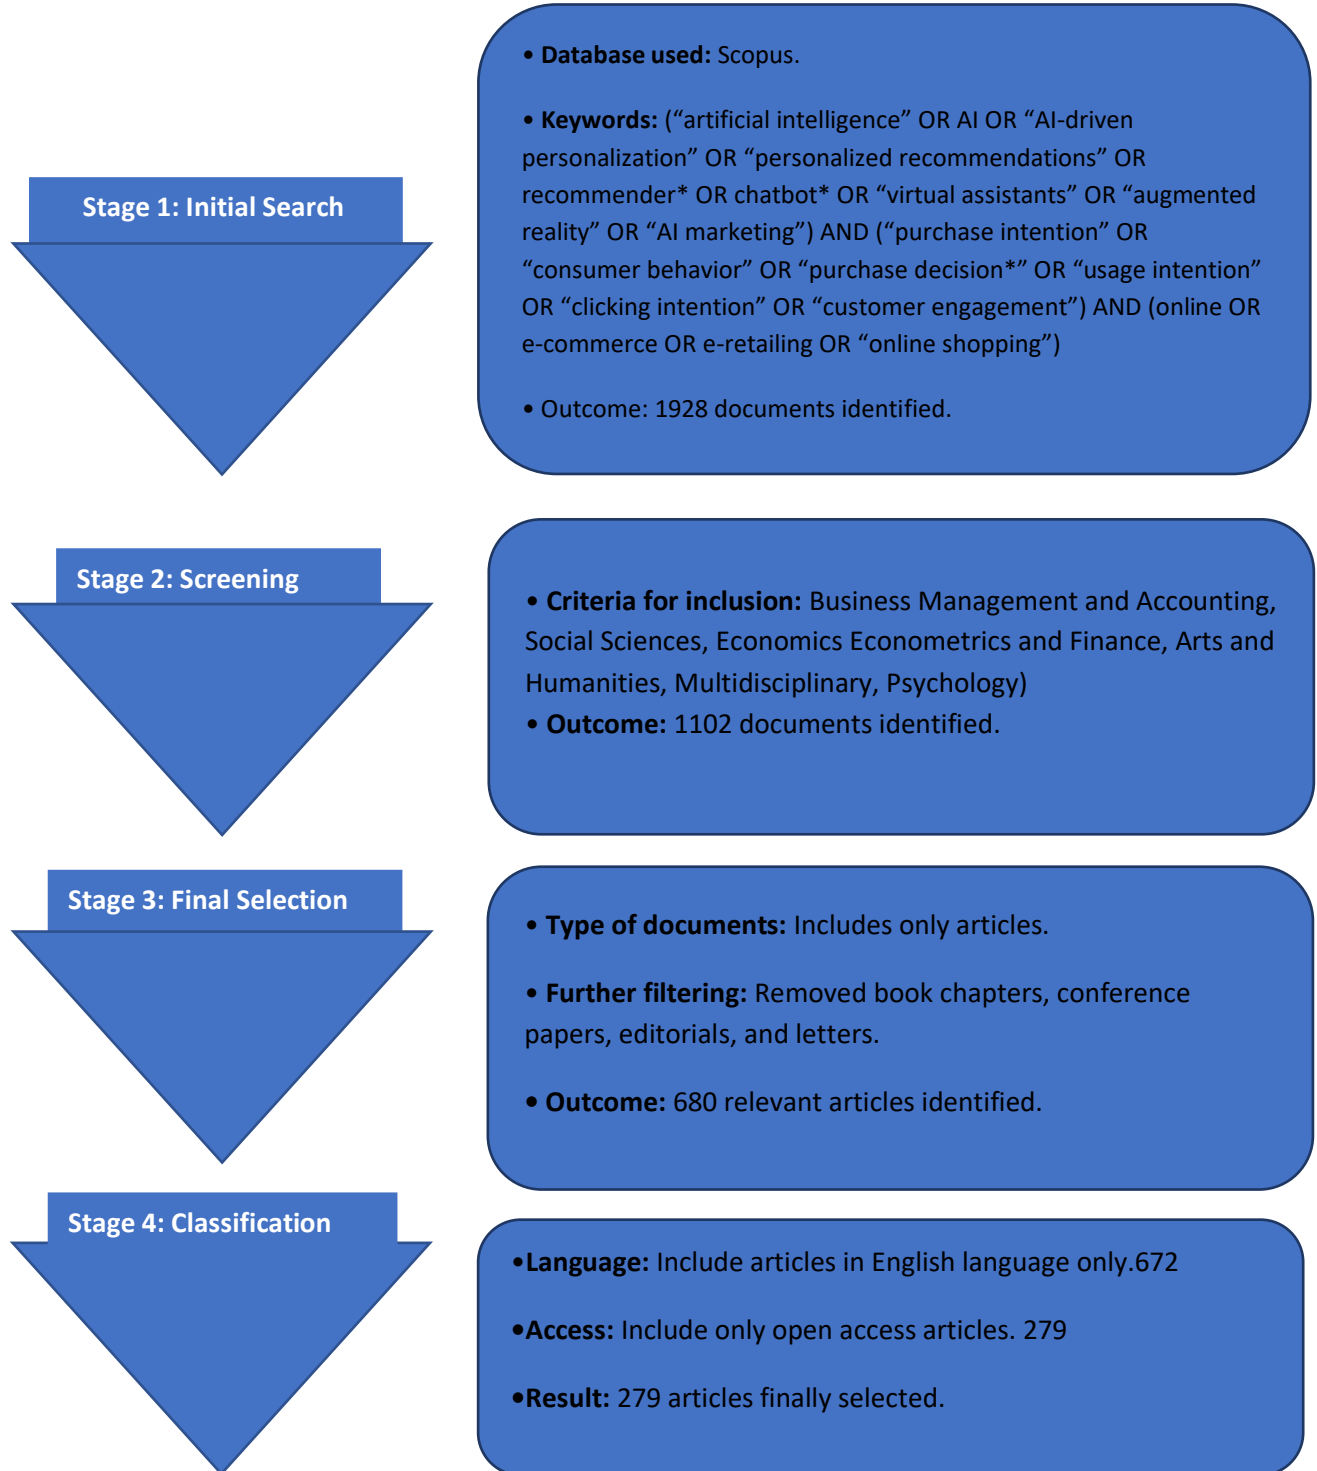 • Database used: Scopus.
• Keywords: (“artificial intelligence” OR AI OR “AI-driven
personalization” OR “personalized recommendations” OR
recommender* OR chatbot* OR “virtual assistants” OR “augmented
reality” OR “AI marketing”) AND (“purchase intention” OR
“consumer behavior” OR “purchase decision*” OR “usage intention”
OR “clicking intention” OR “customer engagement”) AND (online OR
e-commerce OR e-retailing OR “online shopping”)
• Outcome: 1928 documents identified.
Stage 1: Initial Search
Stage 2: Screening
• Criteria for inclusion: Business Management and Accounting,
Social Sciences, Economics Econometrics and Finance, Arts and
Humanities, Multidisciplinary, Psychology)
• Outcome: 1102 documents identified.
Stage 3: Final Selection
• Type of documents: Includes only articles.
• Further filtering: Removed book chapters, conference
papers, editorials, and letters.
• Outcome: 680 relevant articles identified.
Stage 4: Classification
•Language: Include articles in English language only.672
•Access: Include only open access articles. 279
•Result: 279 articles finally selected.